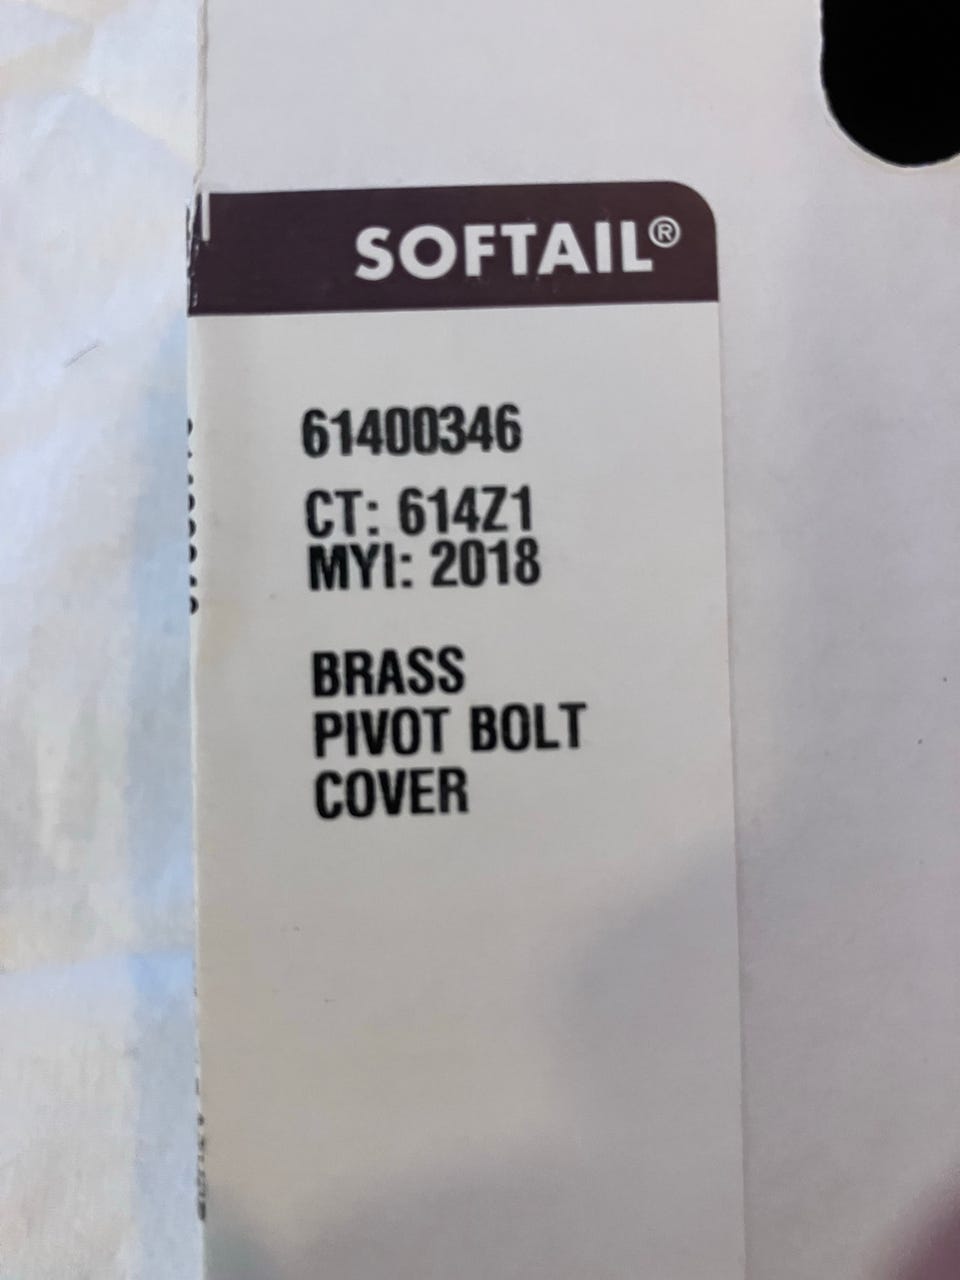 SOFTAIL®
61400346
CT: 614Z1
MYI: 2018
BRASS
PIVOT BOLT
COVER